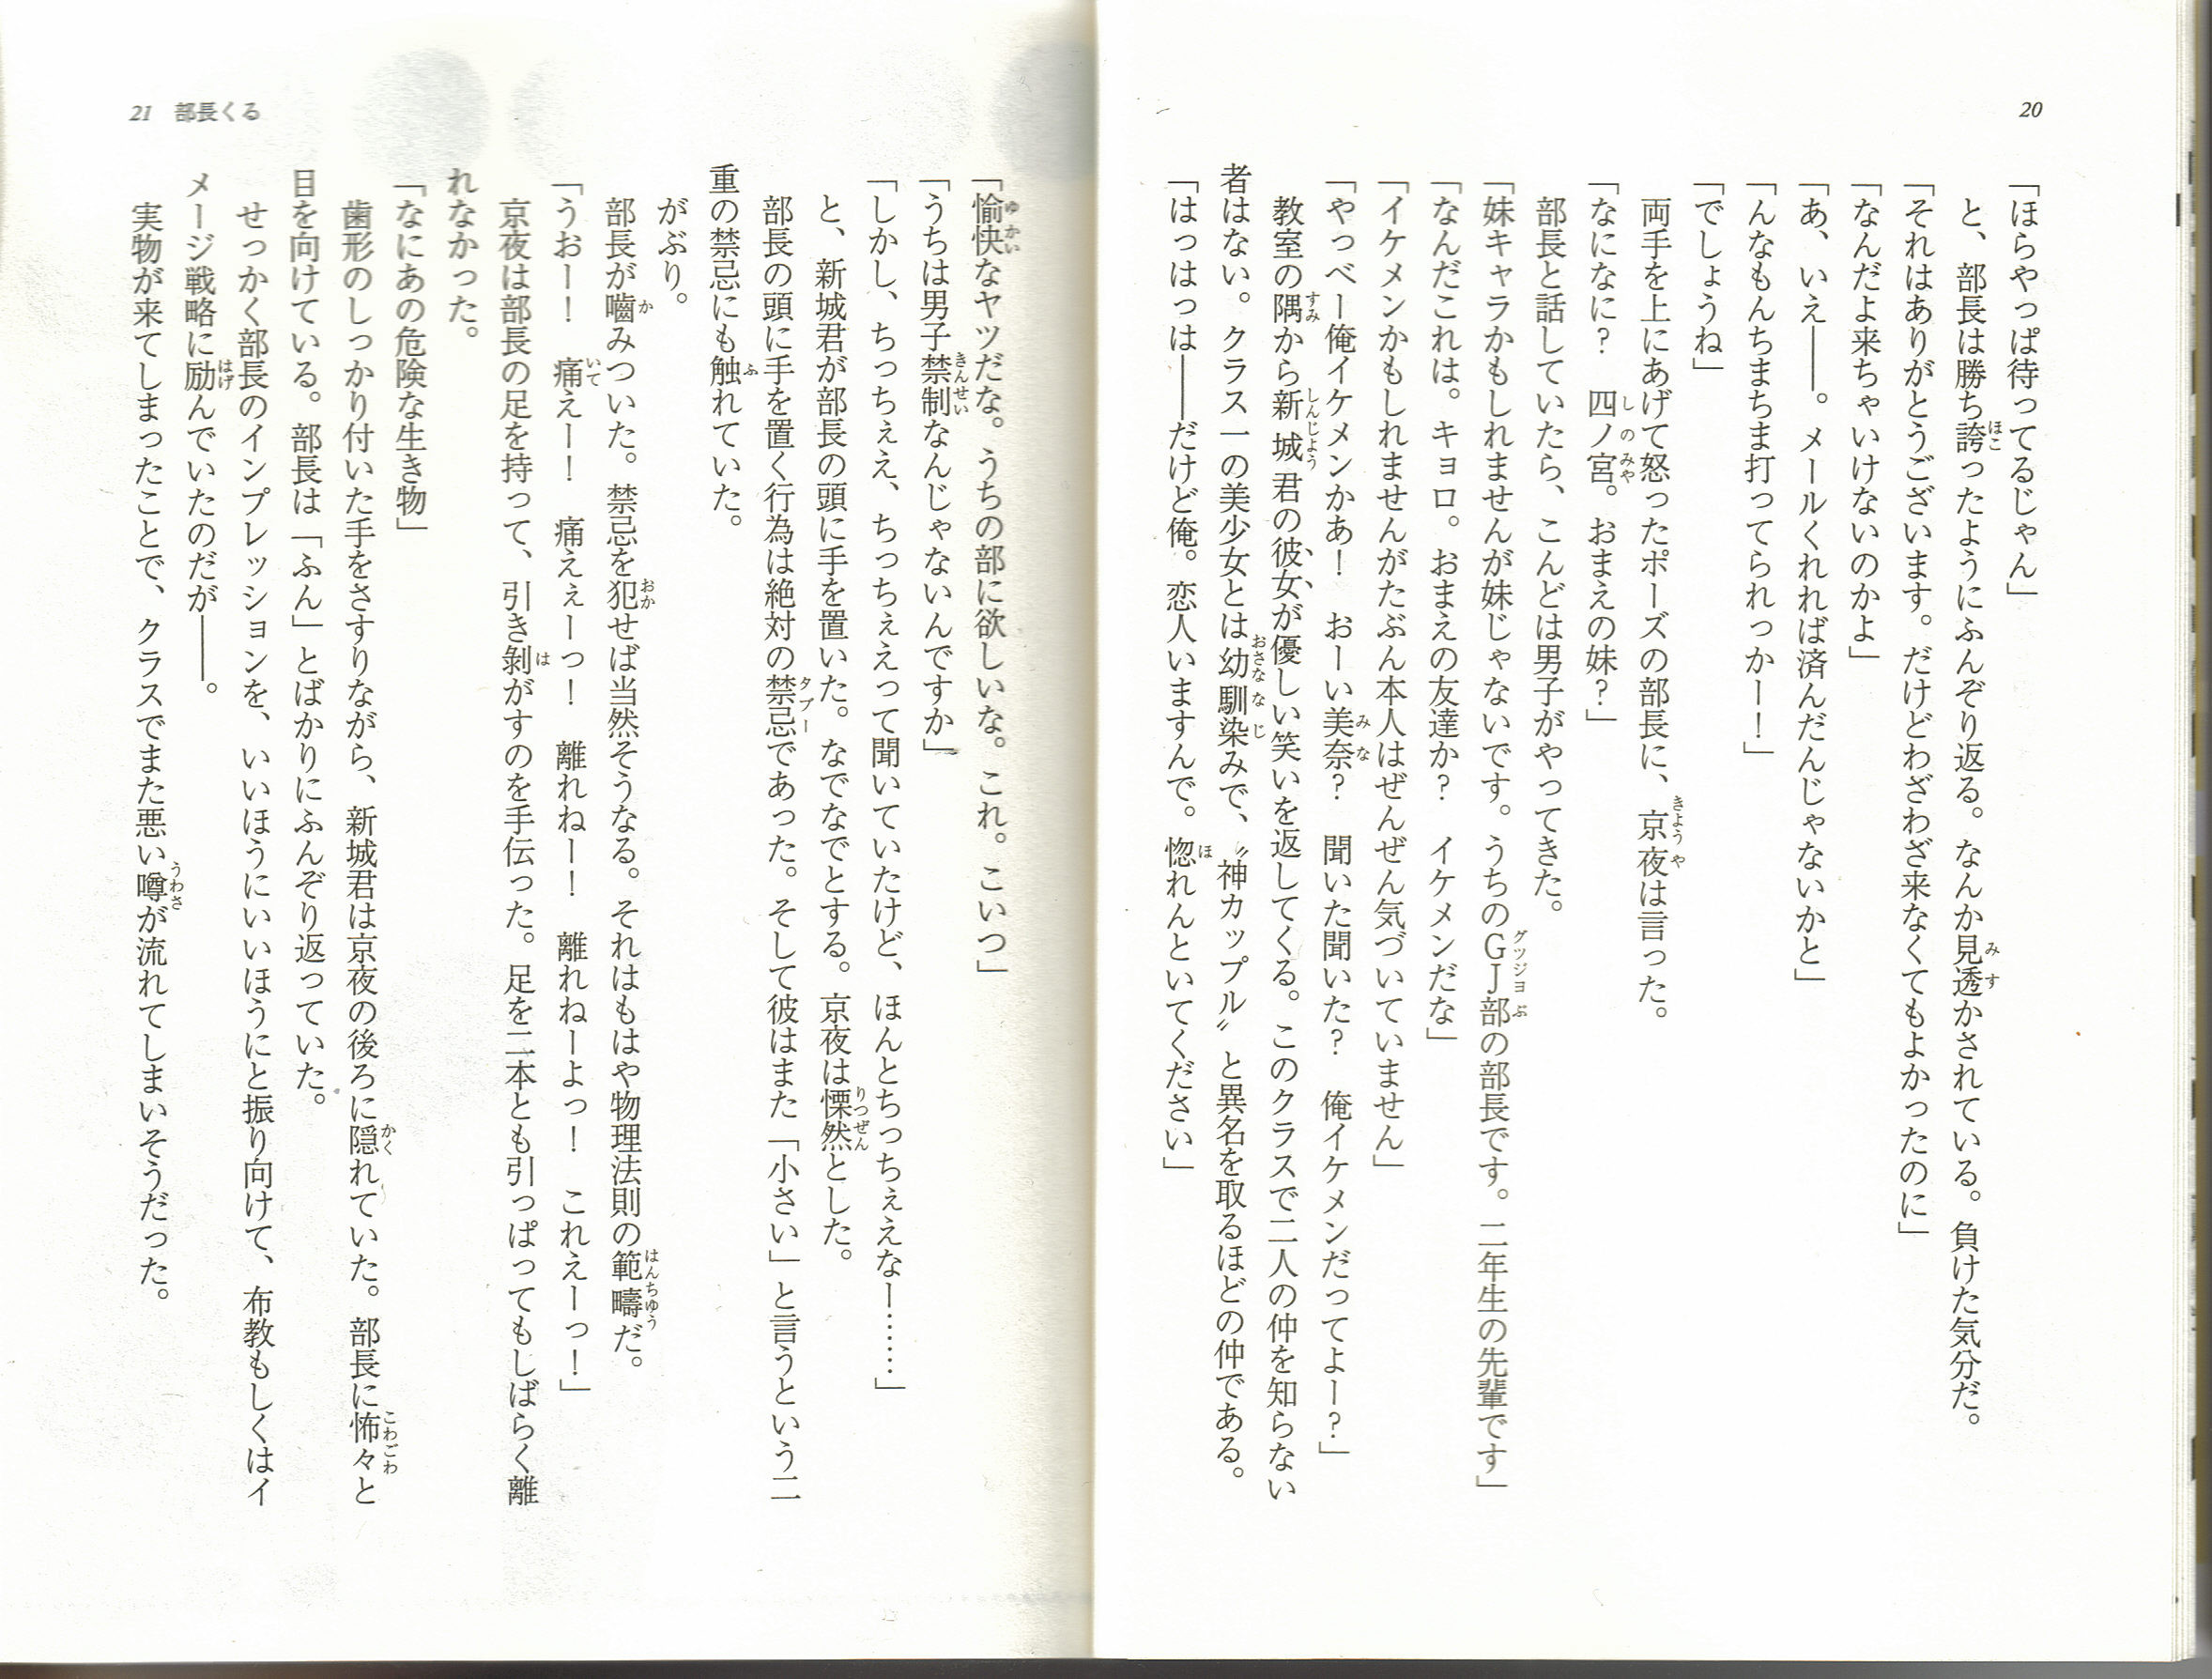 20
「ほらやっぱ待ってるじゃん」
と、部長は勝ち誇ったようにふんぞり返る。なんか見透かされている。負けた気分だ。
「それはありがとうございます。だけどわざわざ来なくてもよかったのに」
「なんだよ来ちゃいけないのかよ」
「あ、いえ――。メールくれれば済んだんじゃないかと」
「んなもんちまちま打ってられっかー！」
「でしょうね」
両手を上にあげて怒ったポーズの部長に、京夜は言った。
「なになに？　四ノ宮。おまえの妹？」
部長と話していたら、こんどは男子がやってきた。
「妹キャラかもしれませんが妹じゃないです。うちのGJ部の部長です。二年生の先輩です」
「なんだこれは。キョロ。おまえの友達か？　イケメンだな」
「イケメンかもしれませんがたぶん本人はぜんぜん気づいていません」
「やっべー俺イケメンかあ！　おーい美奈？　聞いた聞いた？　俺イケメンだってよー？」
教室の隅から新城君の彼女が優しい笑いを返してくる。このクラスで二人の仲を知らない
者はない。クラス一の美少女とは幼馴染みで、〝神カップル〟と異名を取るほどの仲である。
「はっはっは――だけど俺。恋人いますんで。惚れんといてください」
21　部長くる
「愉快なヤツだな。うちの部に欲しいな。これ。こいつ」
「うちは男子禁制なんじゃないんですか」
「しかし、ちっちぇえ、ちっちぇえって聞いていたけど、ほんとちっちぇえなー……」
と、新城君が部長の頭に手を置いた。なでなでとする。京夜は慄然とした。
部長の頭に手を置く行為は絶対の禁忌であった。そして彼はまた「小さい」と言うという二
重の禁忌にも触れていた。
がぶり。
部長が嚙みついた。禁忌を犯せば当然そうなる。それはもはや物理法則の範疇だ。
「うおー！　痛えー！　痛えぇーっ！　離れねー！　離れねーよっ！　これえーっ！」
京夜は部長の足を持って、引き剝がすのを手伝った。足を二本とも引っぱってもしばらく離
れなかった。
「なにあの危険な生き物」
歯形のしっかり付いた手をさすりながら、新城君は京夜の後ろに隠れていた。部長に怖々と
目を向けている。部長は「ふん」とばかりにふんぞり返っていた。
せっかく部長のインプレッションを、いいほうにいいほうにと振り向けて、布教もしくはイ
メージ戦略に励んでいたのだが――。
実物が来てしまったことで、クラスでまた悪い噂が流れてしまいそうだった。